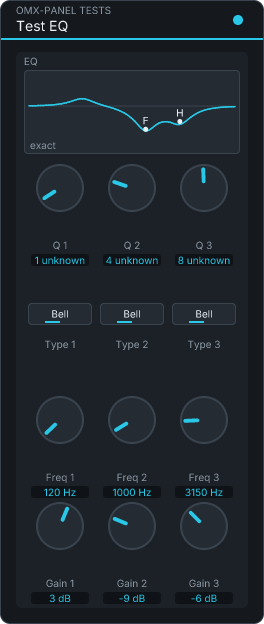 OMX-PANEL TESTS
Test EQ
EQ
F
H
exact
Q 1 Q 2 Q 3
1 unknown 4 unknown 8 unknown
Bell Bell Bell
Type 1 Type 2 Type 3
Freq 1 Freq 2 Freq 3
120 Hz 1000 Hz 3150 Hz
Gain 1 Gain 2 Gain 3
3 dB -9 dB -6 dB